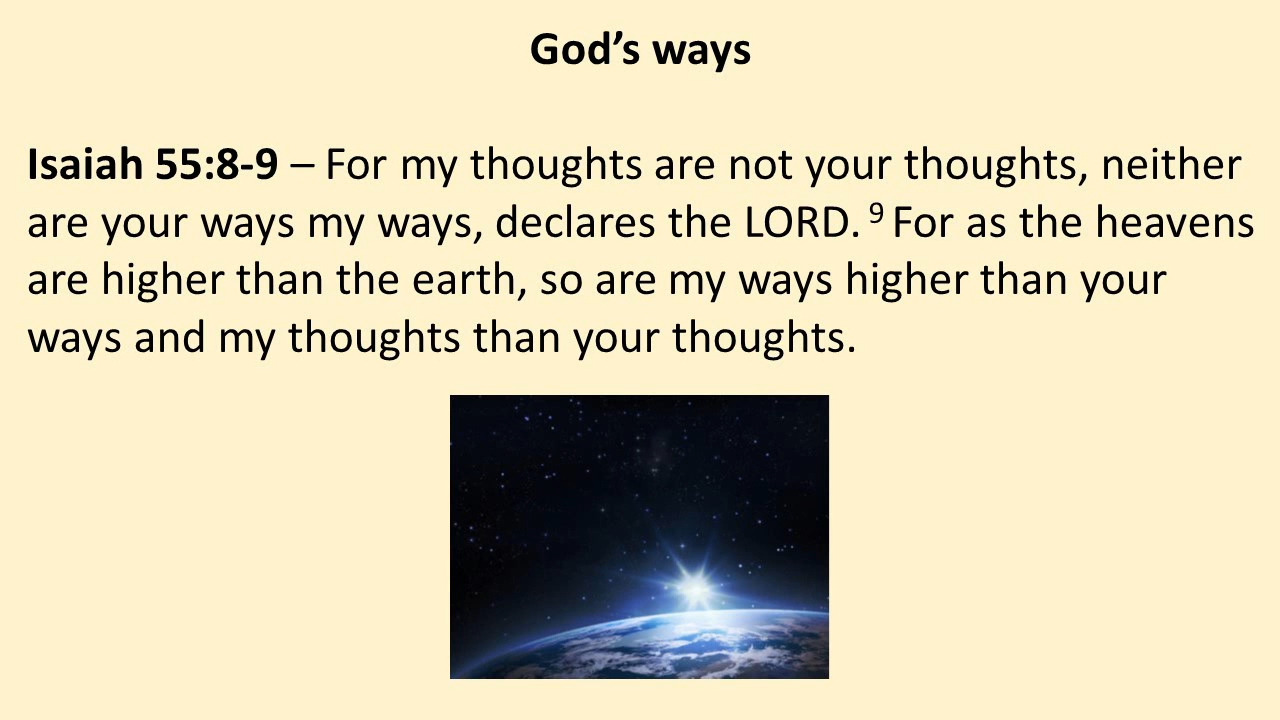 God’s ways
Isaiah 55:8-9 – For my thoughts are not your thoughts, neither
are your ways my ways, declares the LORD. 9 For as the heavens
are higher than the earth, so are my ways higher than your
ways and my thoughts than your thoughts.